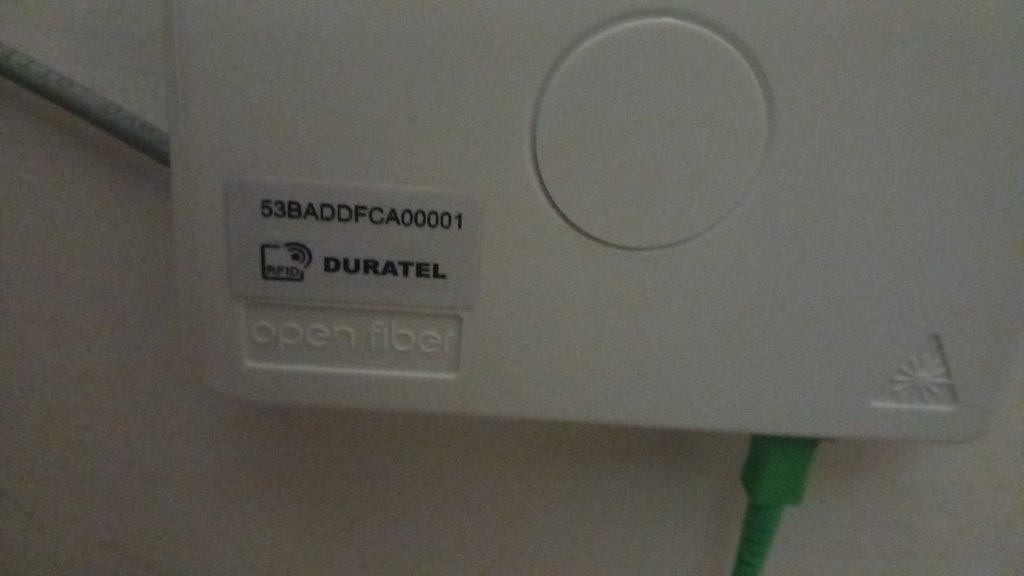 53BADDFCA00001
RFID DURATEL
open fiber